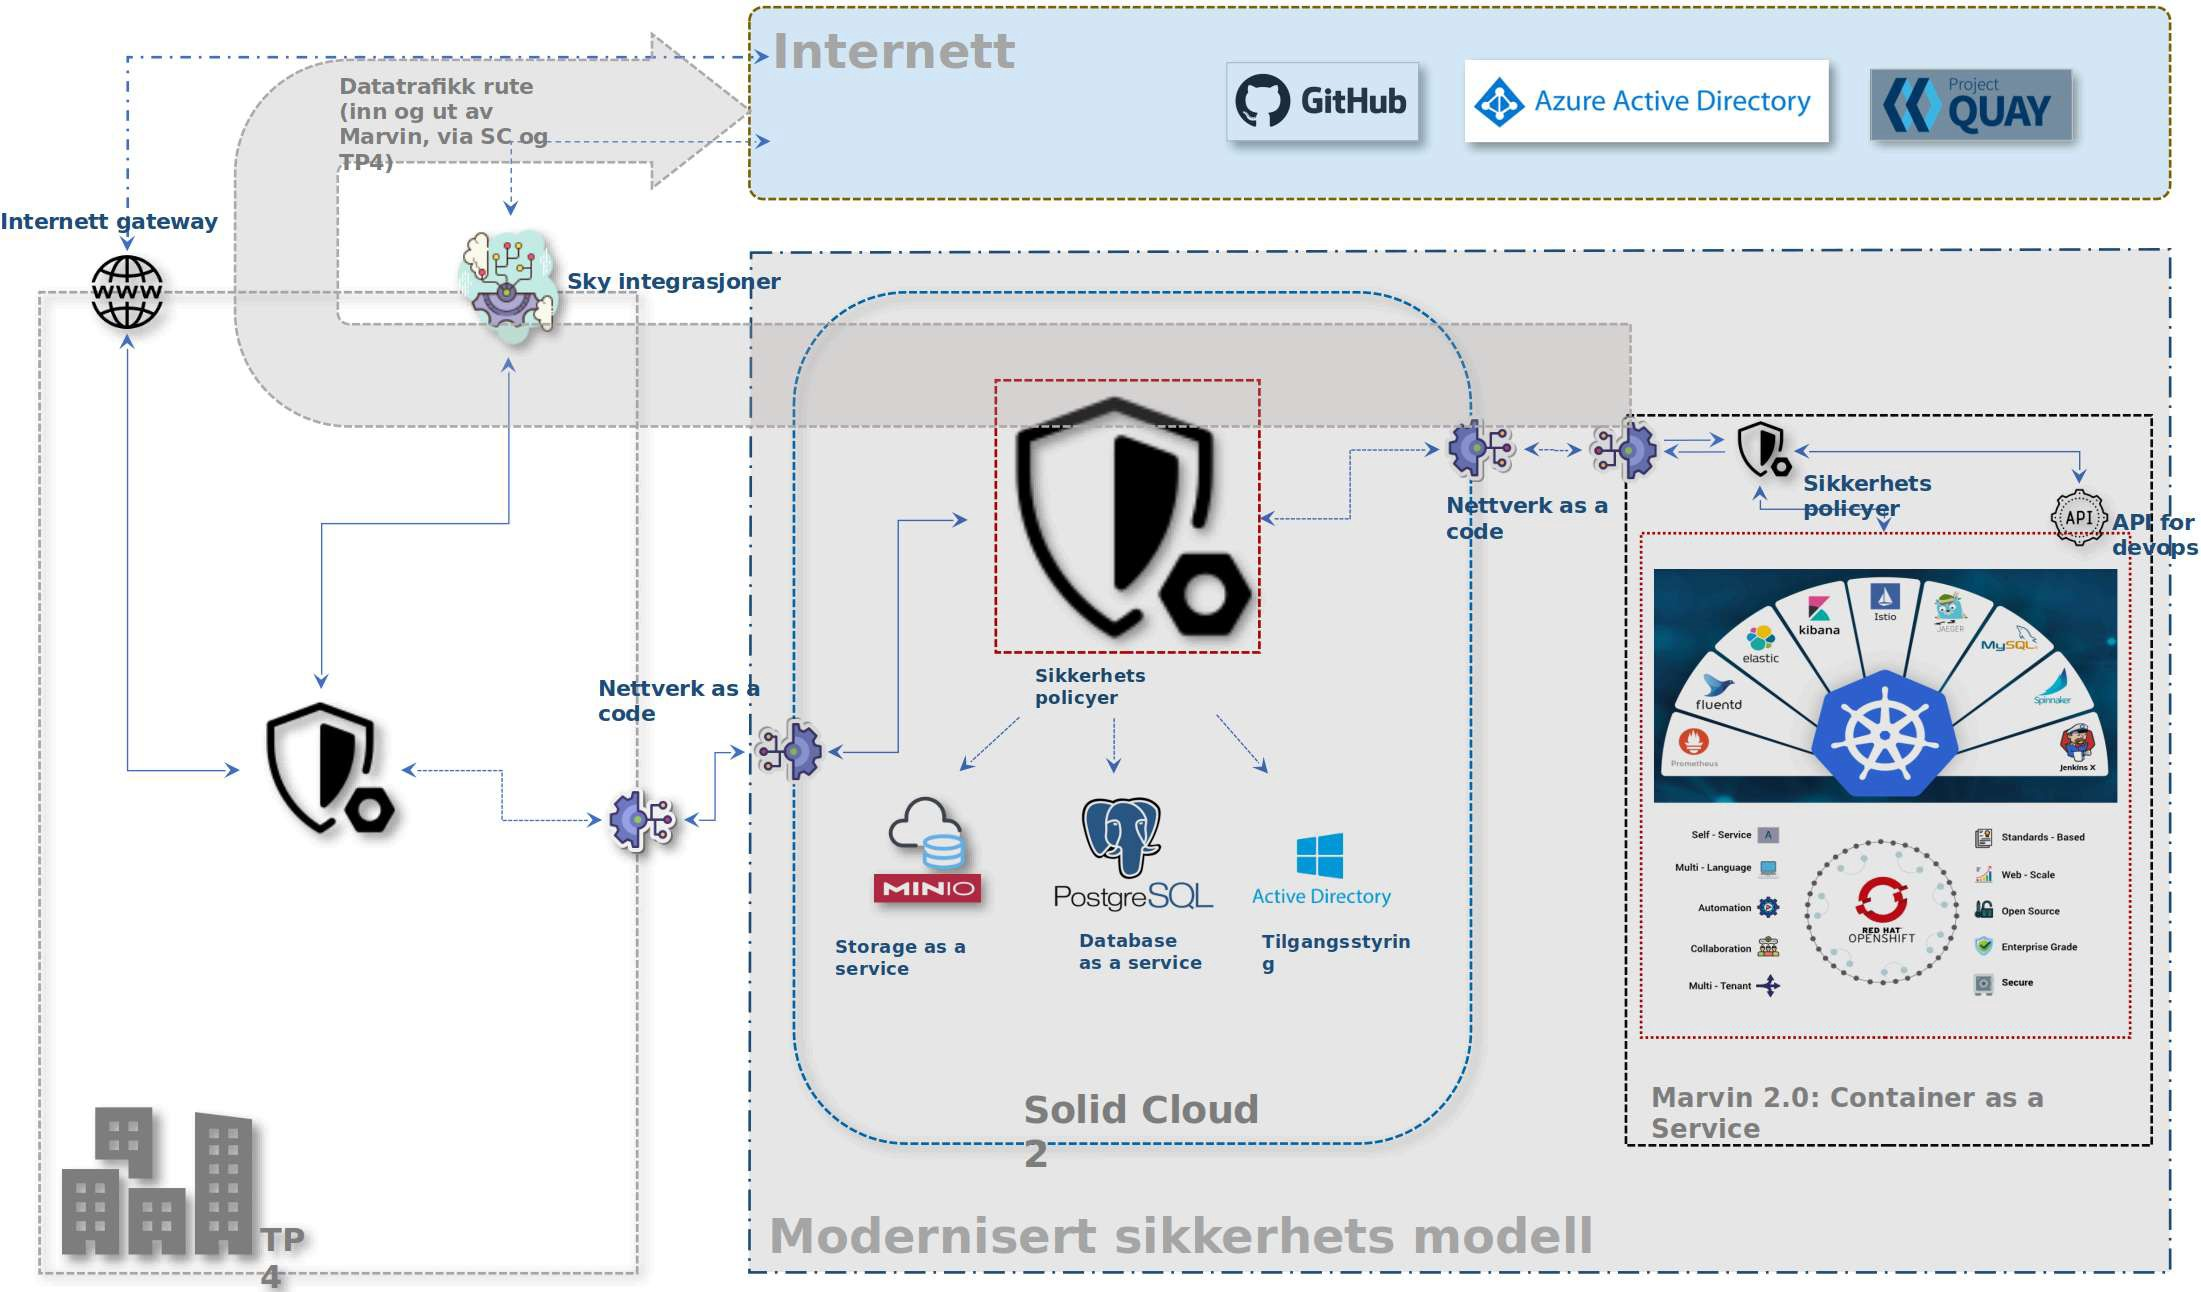 Internett
GitHub
Azure Active Directory
Project
QUAY
Datatrafikk rute
(inn og ut av
Marvin, via SC og
TP4)
Internett gateway
WWW
Sky integrasjoner
Nettverk as a
code
Sikkerhets
policyer
API
API for
devops
Nettverk as a
code
Sikkerhets
policyer
kibana
Istio
JAEGER
MySQL
elastic
fluentd
Spinnaker
Prometheus
Jenkins X
MINIO
PostgreSQL
Active Directory
Storage as a
service
Database
as a service
Tilgangsstyrin
g
Self - Service
A
Multi - Language
Automation
Collaboration
Multi - Tenant
RED HAT
OPENSHIFT
Standards - Based
Web - Scale
Open Source
Enterprise Grade
Secure
Solid Cloud
2
Marvin 2.0: Container as a
Service
Modernisert sikkerhets modell
TP
4